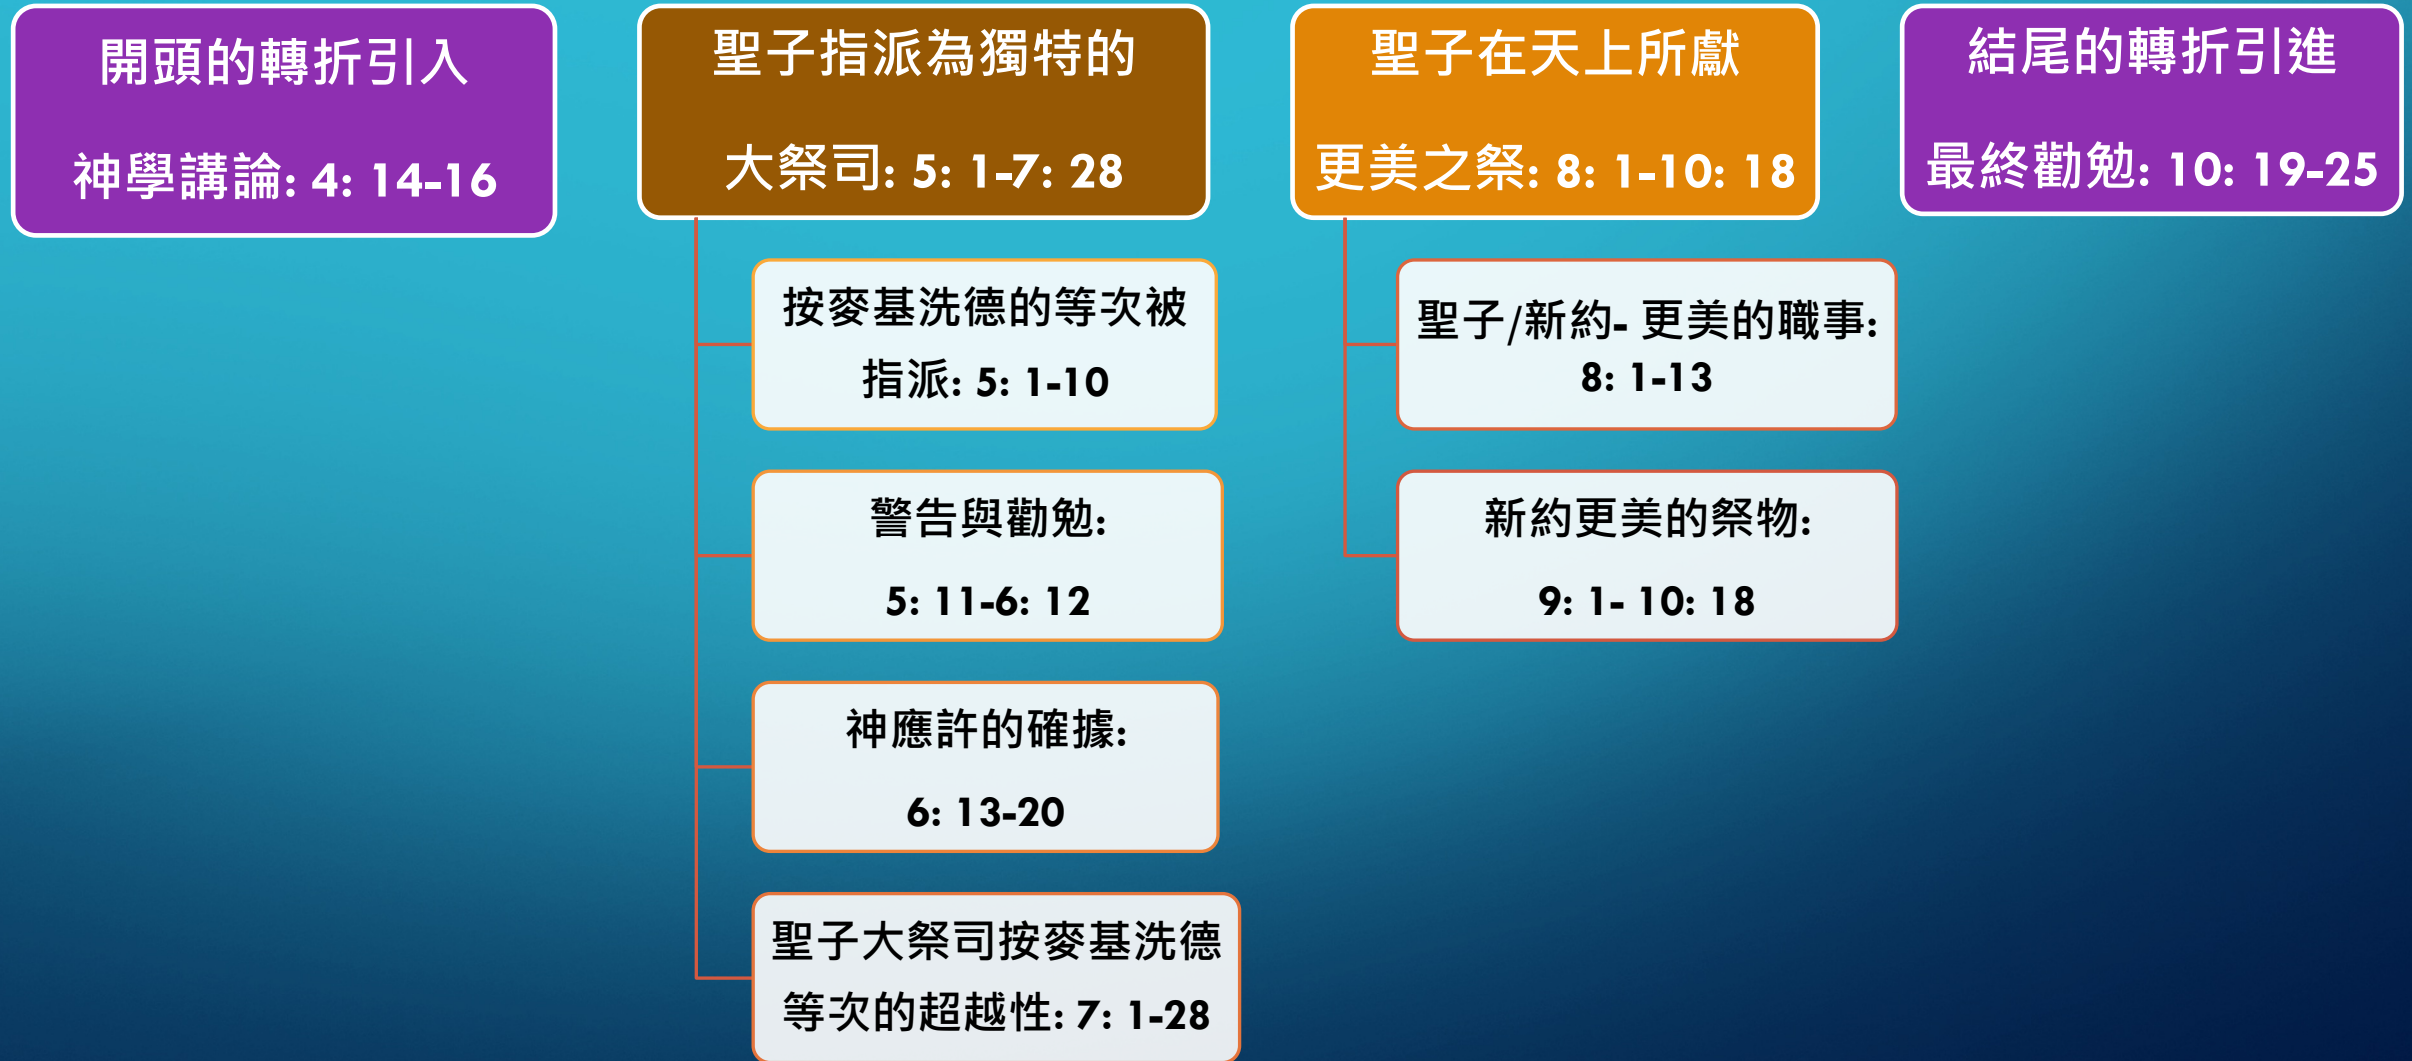 開頭的轉折引入
神學講論: 4: 14-16
聖子指派為獨特的
大祭司: 5: 1-7: 28
按麥基洗德的等次被
指派: 5: 1-10
警告與勸勉:
5: 11-6: 12
神應許的確據:
6: 13-20
聖子大祭司按麥基洗德
等次的超越性: 7: 1-28
聖子在天上所獻
更美之祭: 8: 1-10: 18
聖子/新約- 更美的職事:
8: 1-13
新約更美的祭物:
9: 1- 10: 18
結尾的轉折引進
最終勸勉: 10: 19-25